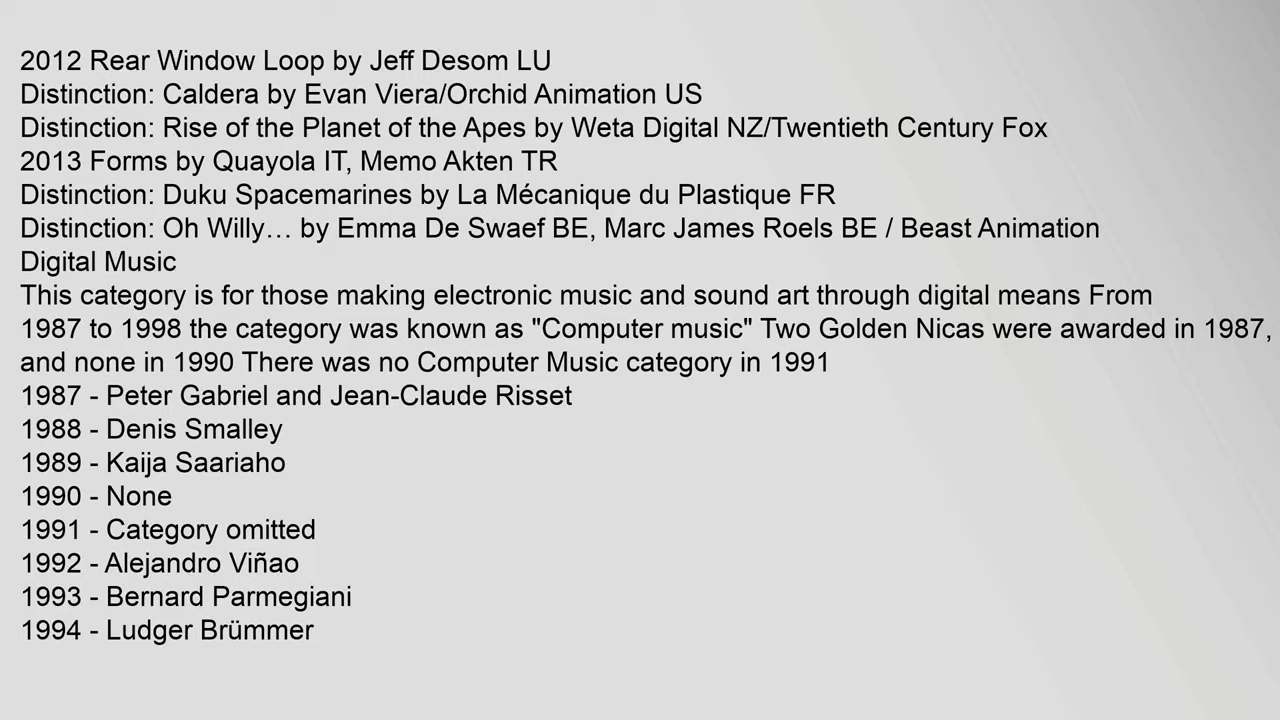 2012 Rear Window Loop by Jeff Desom LU
Distinction: Caldera by Evan Viera/Orchid Animation US
Distinction: Rise of the Planet of the Apes by Weta Digital NZ/Twentieth Century Fox
2013 Forms by Quayola IT, Memo Akten TR
Distinction: Duku Spacemarines by La Mécanique du Plastique FR
Distinction: Oh Willy… by Emma De Swaef BE, Marc James Roels BE / Beast Animation
Digital Music
This category is for those making electronic music and sound art through digital means From
1987 to 1998 the category was known as "Computer music" Two Golden Nicas were awarded in 1987,
and none in 1990 There was no Computer Music category in 1991
1987 - Peter Gabriel and Jean-Claude Risset
1988 - Denis Smalley
1989 - Kaija Saariaho
1990 - None
1991 - Category omitted
1992 - Alejandro Viñao
1993 - Bernard Parmegiani
1994 - Ludger Brümmer